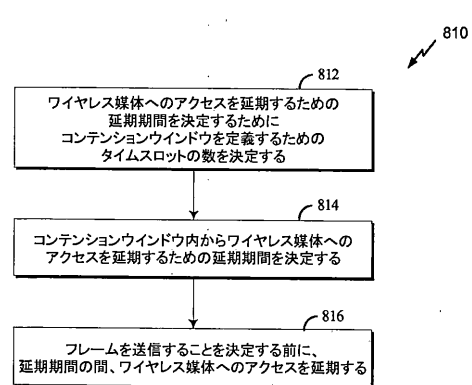 810
812
ワイヤレス媒体へのアクセスを延期するための
延期期間を決定するために
コンテンションウインドウを定義するための
タイムスロットの数を決定する
814
コンテンションウインドウ内からワイヤレス媒体への
アクセスを延期するための延期期間を決定する
816
フレームを送信することを決定する前に、
延期期間の間、ワイヤレス媒体へのアクセスを延期する